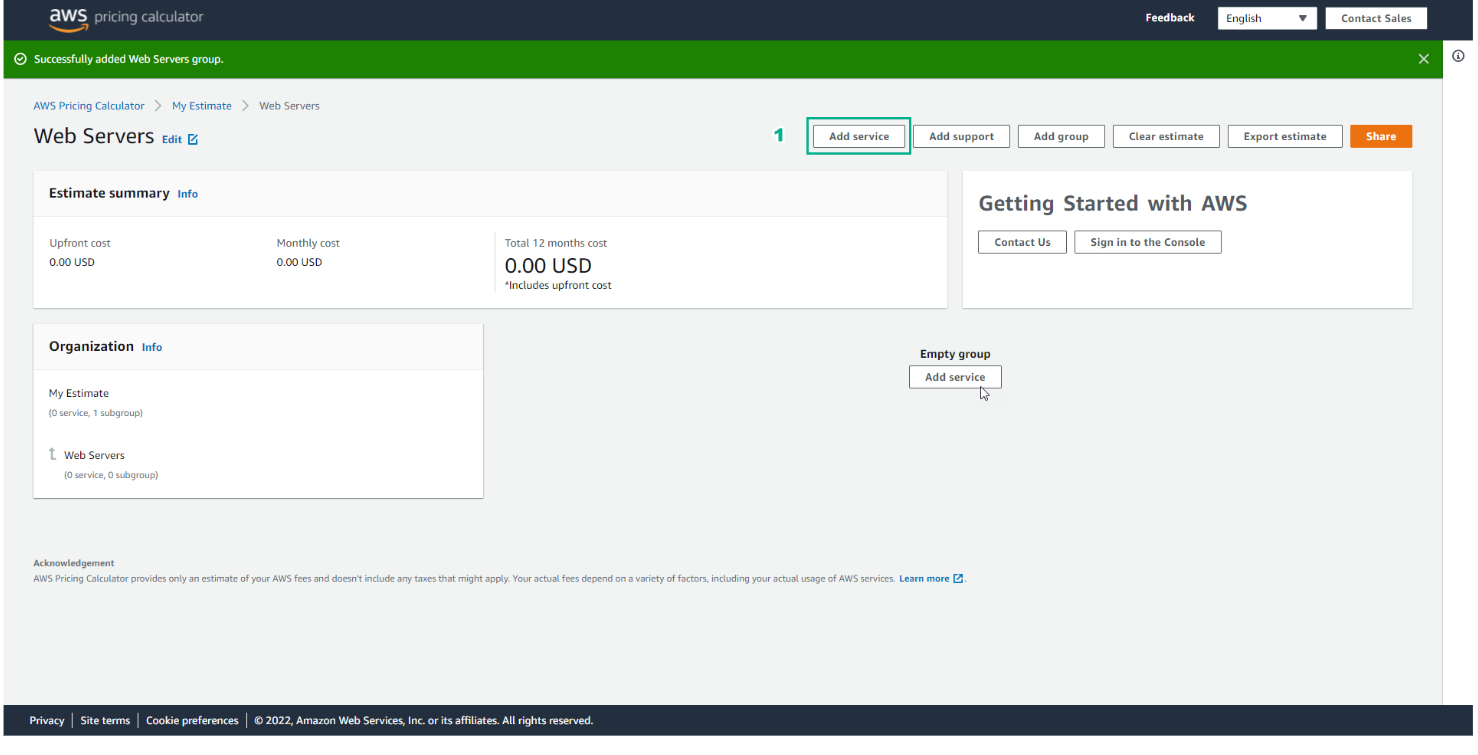 aws pricing calculator
Feedback English Contact Sales
Successfully added Web Servers group.
AWS Pricing Calculator My Estimate Web Servers
Web Servers Edit
1 Add service Add support Add group Clear estimate Export estimate Share
Estimate summary Info
Upfront cost
0.00 USD
Monthly cost
0.00 USD
Total 12 months cost
0.00 USD
*Includes upfront cost
Getting Started with AWS
Contact Us Sign in to the Console
Organization Info
My Estimate
(0 service, 1 subgroup)
Web Servers
(0 service, 0 subgroup)
Empty group
Add service
Acknowledgement
AWS Pricing Calculator provides only an estimate of your AWS fees and doesn't include any taxes that might apply. Your actual fees depend on a variety of factors, including your actual usage of AWS services. Learn more .
Privacy | Site terms | Cookie preferences | © 2022, Amazon Web Services, Inc. or its affiliates. All rights reserved.